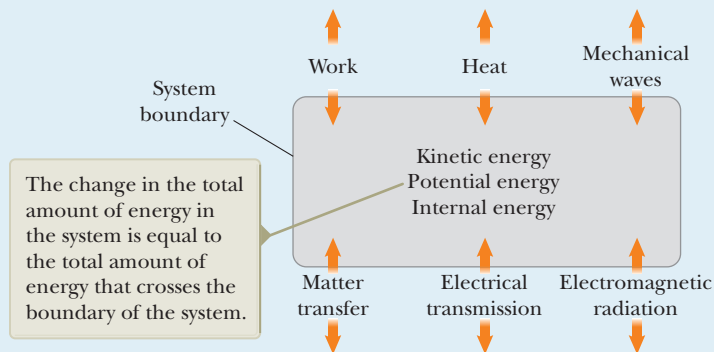 Work
Heat
Mechanical
waves
System
boundary
Kinetic energy
Potential energy
Internal energy
The change in the total
amount of energy in
the system is equal to
the total amount of
energy that crosses the
boundary of the system.
Matter
transfer
Electrical
transmission
Electromagnetic
radiation